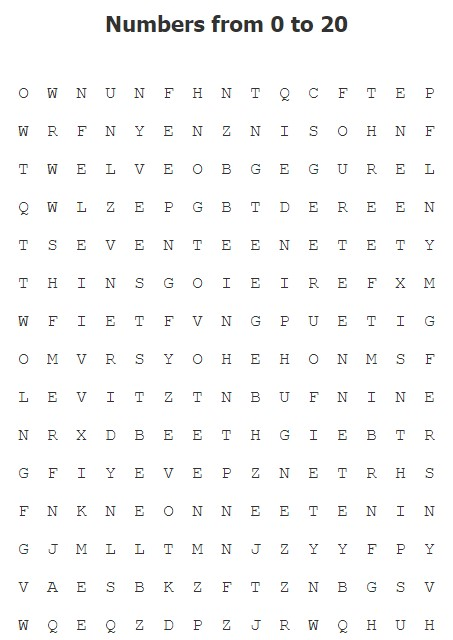 Numbers from 0 to 20
O W N U N F H N T Q C F T E P
W R F N Y E N Z N I S O H N F
T W E L V E O B G E G U R E L
Q W L Z E P G B T D E R E E N
T S E V E N T E E N E T E T Y
T H I N S G O I E I R E F X M
W F I E T F V N G P U E T I G
O M V R S Y O H E H O N M S F
L E V I T Z T N B U F N I N E
N R X D B E E T H G I E B T R
G F I Y E V E P Z N E T R H S
F N K N E O N N E E T E N I N
G J M L L T M N J Z Y Y F P Y
V A E S B K Z F T Z N B G S V
W Q E Q Z D P Z J R W Q H U H